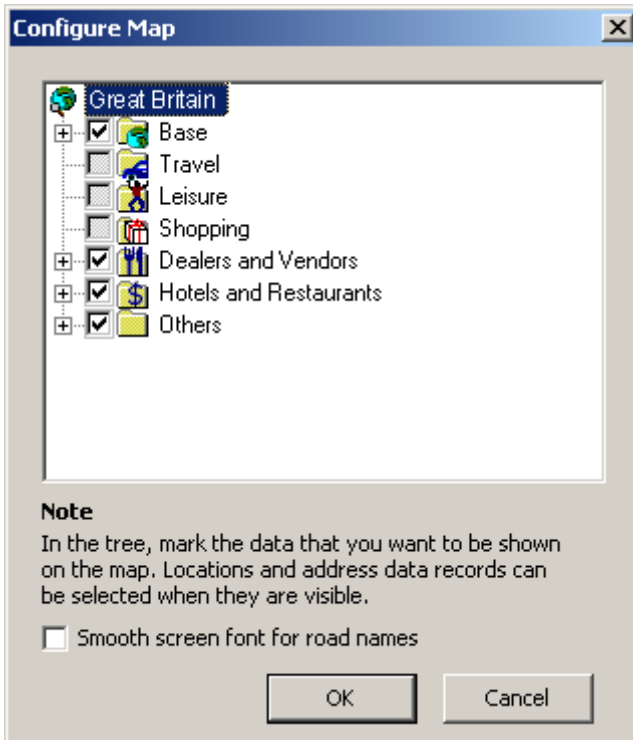 Configure Map
Great Britain
Base
Travel
Leisure
Shopping
Dealers and Vendors
Hotels and Restaurants
Others
Note
In the tree, mark the data that you want to be shown
on the map. Locations and address data records can
be selected when they are visible.
Smooth screen font for road names
OK Cancel